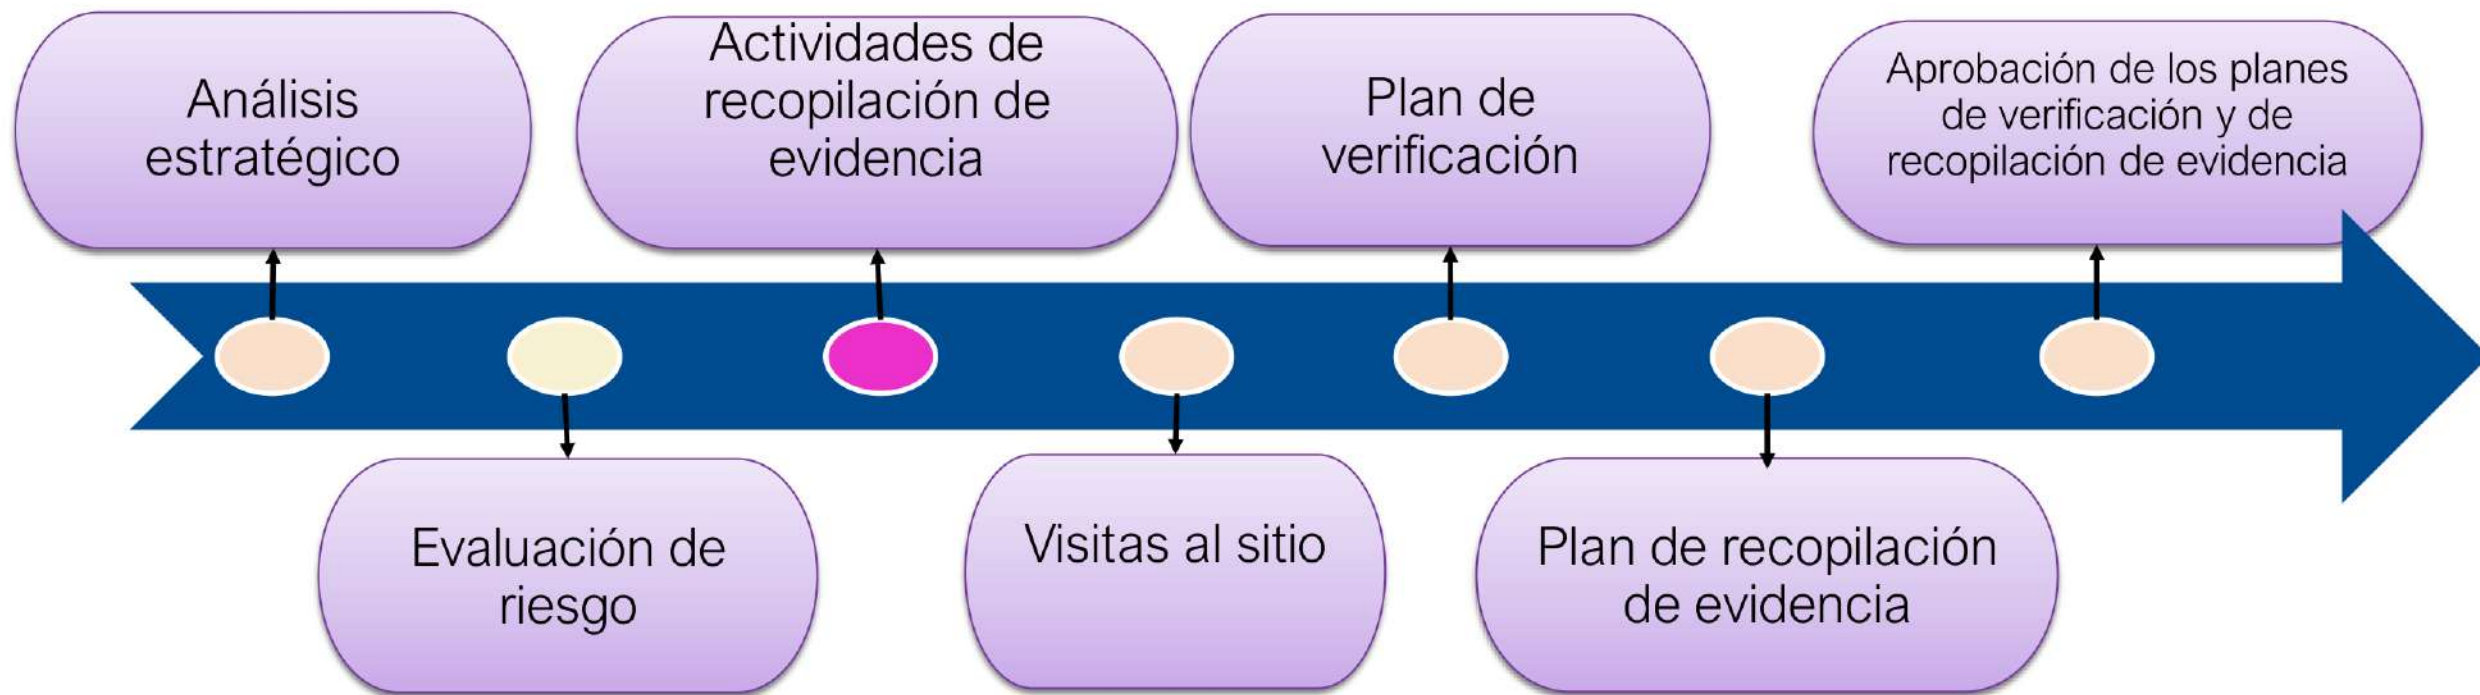 Análisis
estratégico
Actividades de
recopilación de
evidencia
Plan de
verificación
Aprobación de los planes
de verificación y de
recopilación de evidencia
Evaluación de
riesgo
Visitas al sitio
Plan de recopilación
de evidencia